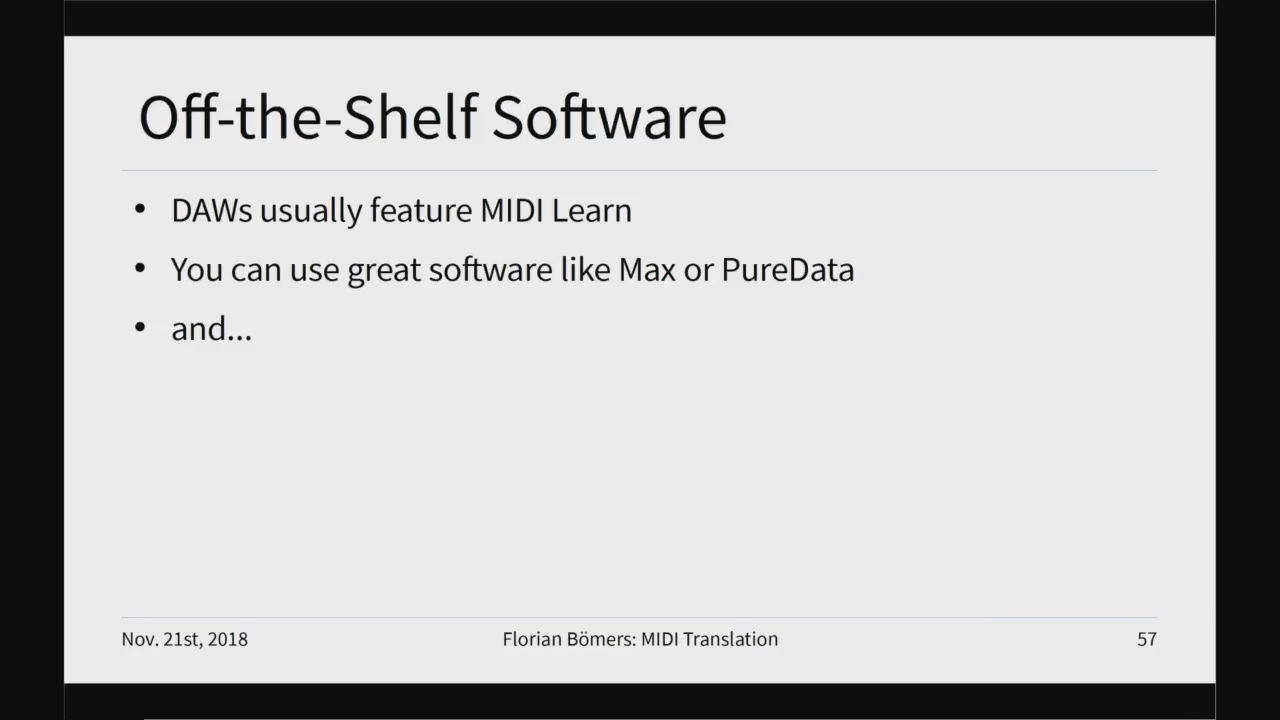 Off-the-Shelf Software
• DAWs usually feature MIDI Learn
• You can use great software like Max or PureData
• and...
Nov. 21st, 2018
Florian Bömers: MIDI Translation
57